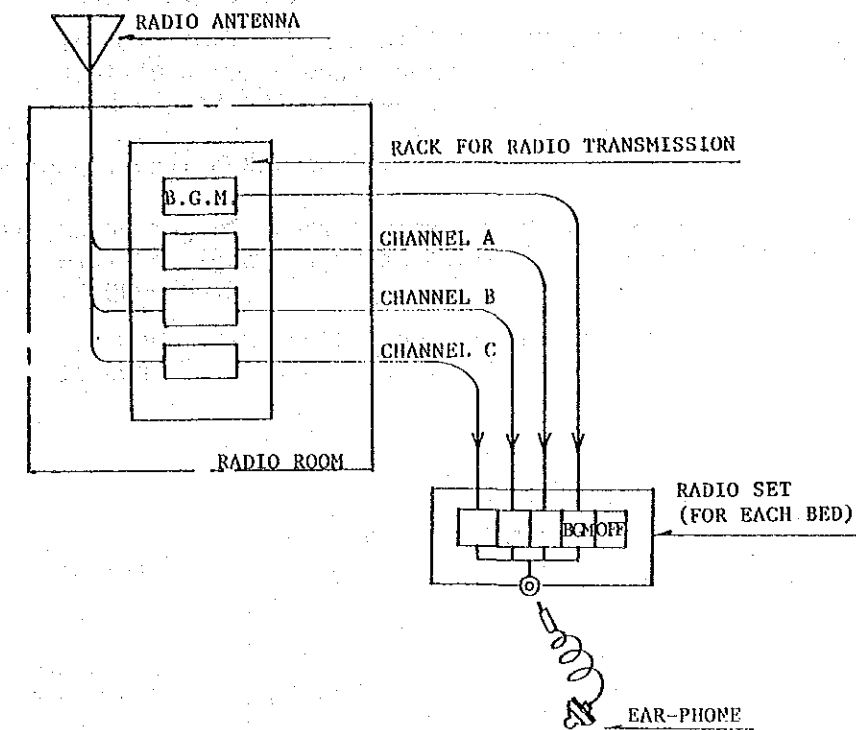 RADIO ANTENNA
RACK FOR RADIO TRANSMISSION
B.G.M.
CHANNEL A
CHANNEL B
CHANNEL C
RADIO ROOM
RADIO SET
(FOR EACH BED)
BGM OFF
EAR-PHONE